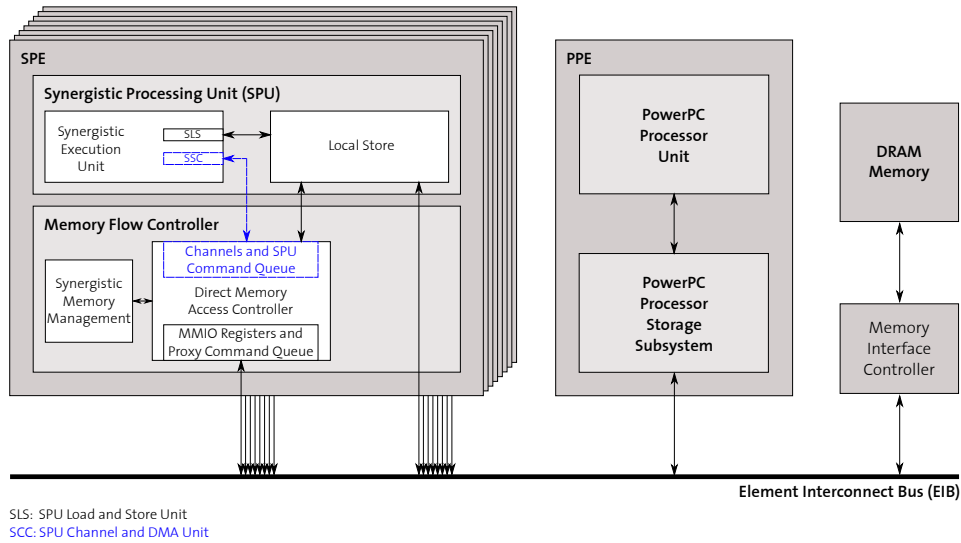 SPE
Synergistic Processing Unit (SPU)
Synergistic
Execution
Unit
SLS
SSC
Local Store
Memory Flow Controller
Channels and SPU
Command Queue
Synergistic
Memory
Management
Direct Memory
Access Controller
MMIO Registers and
Proxy Command Queue
PPE
PowerPC
Processor
Unit
PowerPC
Processor
Storage
Subsystem
DRAM
Memory
Memory
Interface
Controller
Element Interconnect Bus (EIB)
SLS: SPU Load and Store Unit
SCC: SPU Channel and DMA Unit